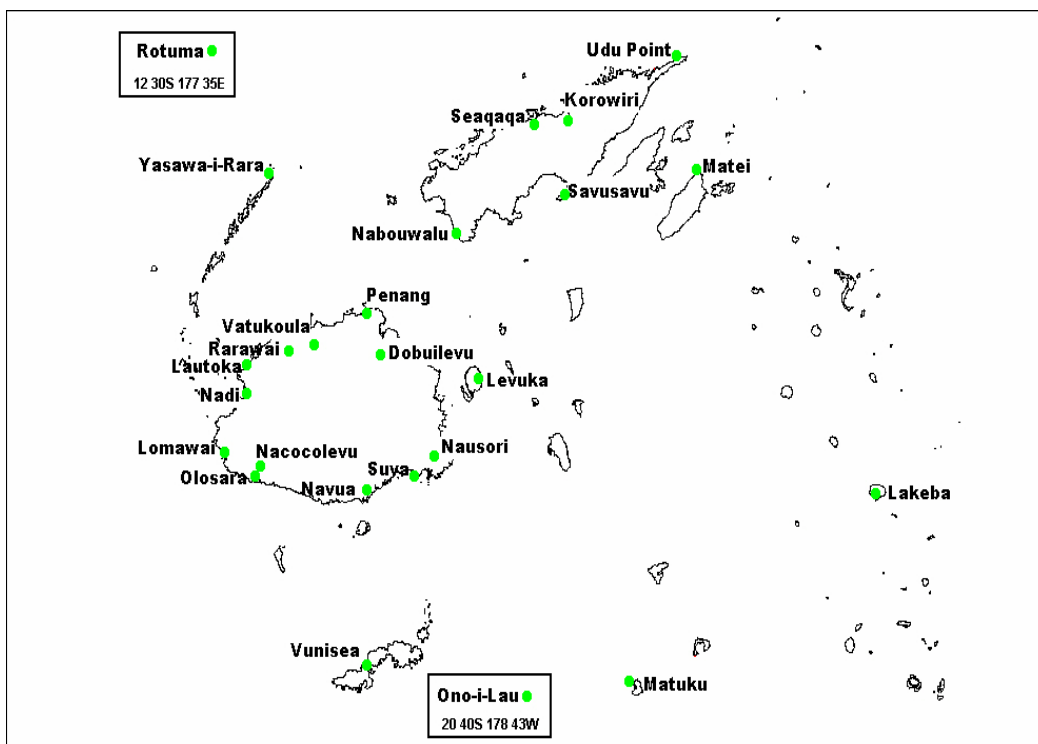 Rotuma
12 30S 177 35E
Udu Point
Korowiri
Seaqaqa
Yasawa-i-Rara
Matei
Savusavu
Nabouwalu
Penang
Vatukoula
Rarawai
Dobuilevu
Lautoka
Levuka
Nadi
Lomawai
Nacocolevu
Nausori
Olosara
Suva
Navua
Lakeba
Vunisea
Matuku
Ono-i-Lau
20 40S 178 43W